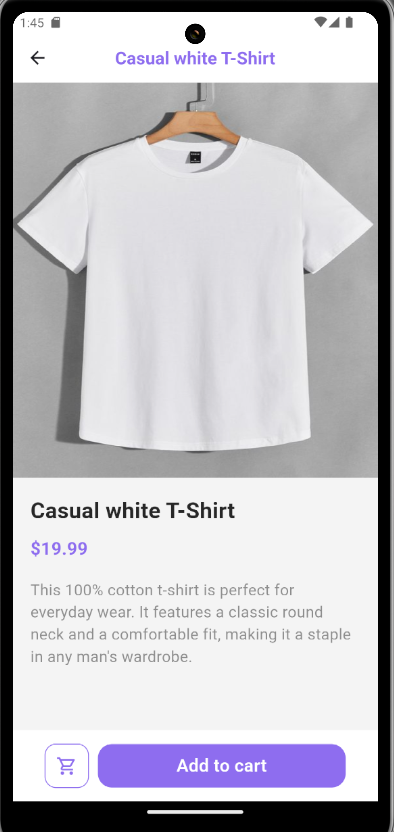 1:45
Casual white T-Shirt
Casual white T-Shirt
$19.99
This 100% cotton t-shirt is perfect for
everyday wear. It features a classic round
neck and a comfortable fit, making it a staple
in any man's wardrobe.
Add to cart